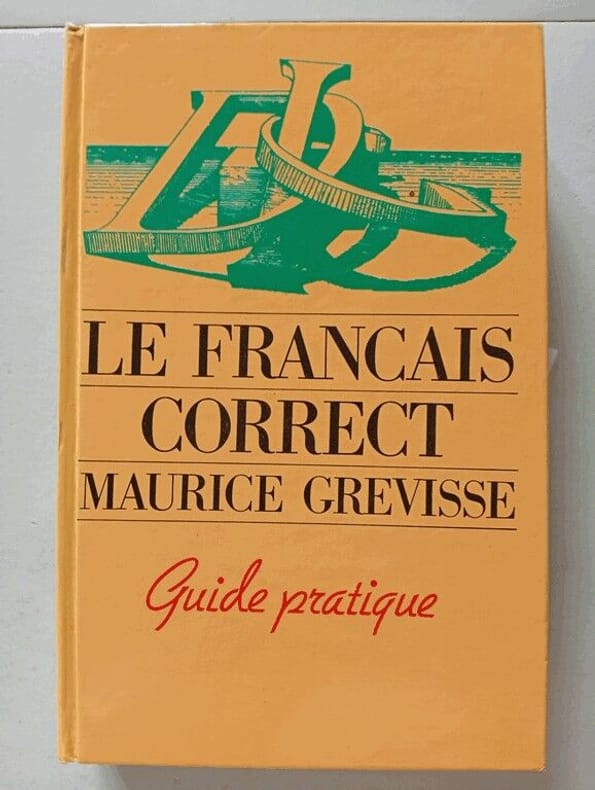 LE FRANCAIS
CORRECT
MAURICE GREVISSE
Guide pratique